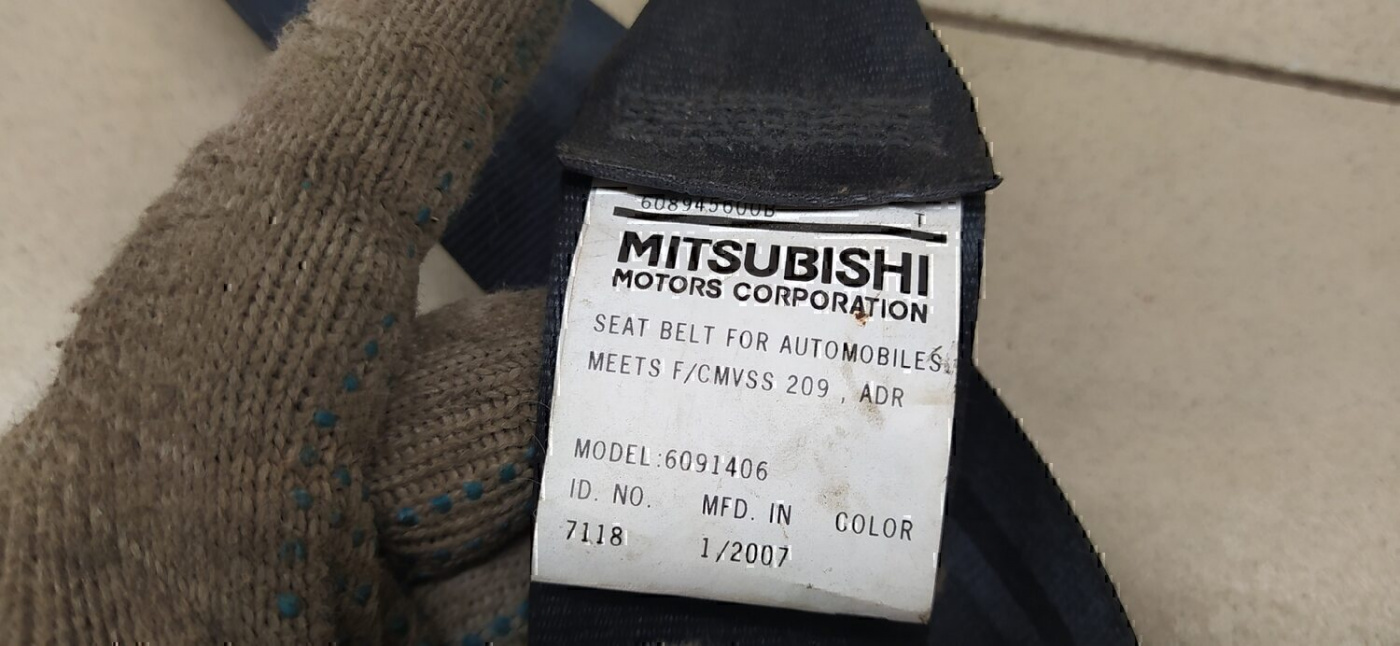 608945600B T
MITSUBISHI
MOTORS CORPORATION
SEAT BELT FOR AUTOMOBILES
MEETS F/CMVSS 209 , ADR
MODEL:6091406
ID. NO. MFD. IN COLOR
7118 1/2007